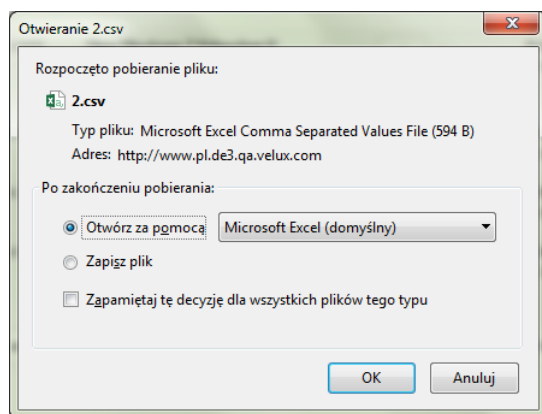 Otwieranie 2.csv
Rozpoczęto pobieranie pliku:
2.csv
Typ pliku: Microsoft Excel Comma Separated Values File (594 B)
Adres: http://www.pl.de3.qa.velux.com
Po zakończeniu pobierania:
Otwórz za pomocą Microsoft Excel (domyślny)
Zapisz plik
Zapamiętaj tę decyzję dla wszystkich plików tego typu
OK Anuluj